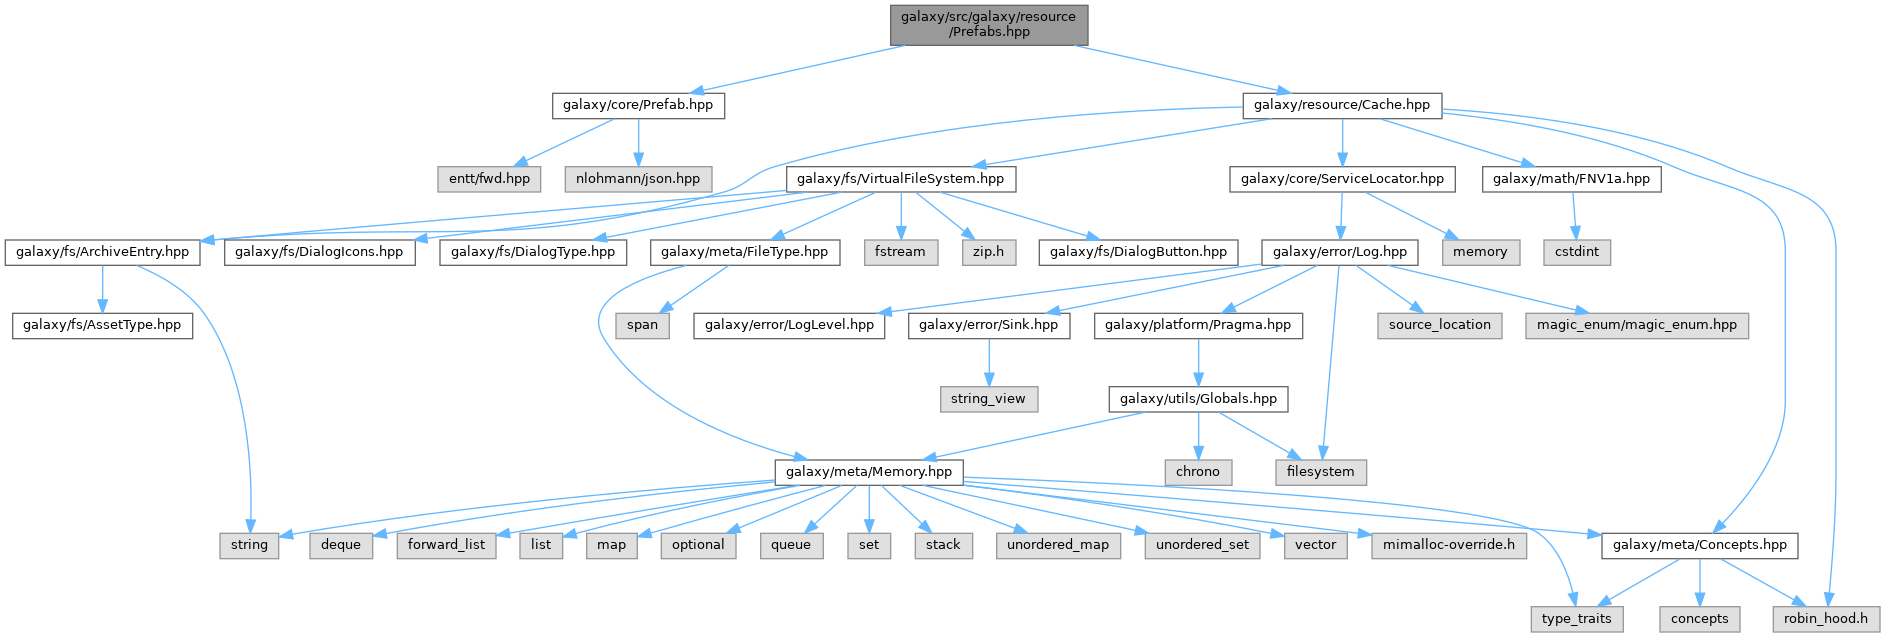 galaxy/src/galaxy/resource
/Prefabs.hpp
galaxy/core/Prefab.hpp
galaxy/resource/Cache.hpp
entt/fwd.hpp
nlohmann/json.hpp
galaxy/fs/VirtualFileSystem.hpp
galaxy/core/ServiceLocator.hpp
galaxy/math/FNV1a.hpp
galaxy/fs/ArchiveEntry.hpp
galaxy/fs/DialogIcons.hpp
galaxy/fs/DialogType.hpp
galaxy/meta/FileType.hpp
fstream
zip.h
galaxy/fs/DialogButton.hpp
galaxy/error/Log.hpp
memory
cstdint
galaxy/fs/AssetType.hpp
span
galaxy/error/LogLevel.hpp
galaxy/error/Sink.hpp
galaxy/platform/Pragma.hpp
source_location
magic_enum/magic_enum.hpp
string_view
galaxy/utils/Globals.hpp
galaxy/meta/Memory.hpp
chrono
filesystem
string
deque
forward_list
list
map
optional
queue
set
stack
unordered_map
unordered_set
vector
mimalloc-override.h
galaxy/meta/Concepts.hpp
type_traits
concepts
robin_hood.h